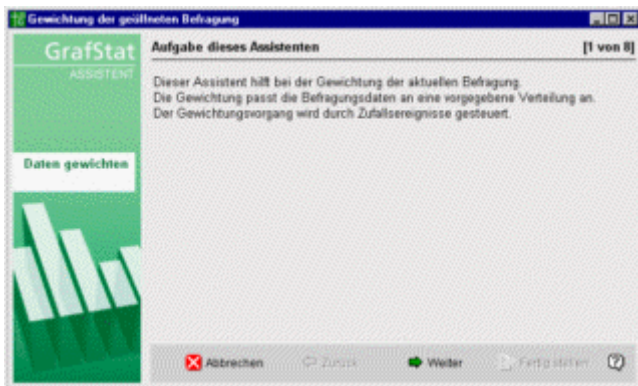 Gewichtung der geöffneten Befragung
GrafStat
ASSISTENT
Aufgabe dieses Assistenten [1 von 8]
Dieser Assistent hilft bei der Gewichtung der aktuellen Befragung.
Die Gewichtung passt die Befragungsdaten an eine vorgegebene Verteilung an.
Der Gewichtungsvorgang wird durch Zufallsereignisse gesteuert.
Daten gewichten
Abbrechen Zurück Weiter Fertig stellen